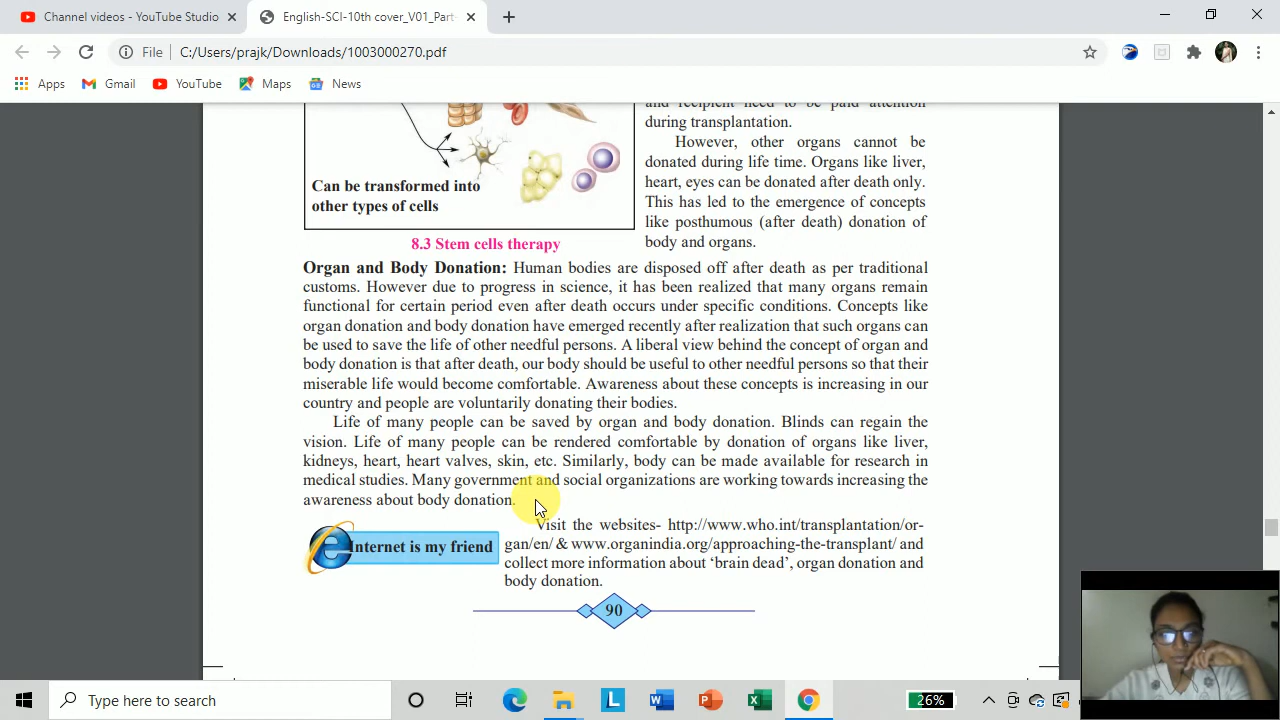 Channel videos - YouTube Studio
English-SCI-10th cover_V01_Part
File
C:/Users/prajk/Downloads/1003000270.pdf
Apps
Gmail
YouTube
Maps
News
and recipient need to be paid attention
during transplantation.
However, other organs cannot be
donated during life time. Organs like liver,
heart, eyes can be donated after death only.
This has led to the emergence of concepts
like posthumous (after death) donation of
body and organs.
Can be transformed into
other types of cells
8.3 Stem cells therapy
Organ and Body Donation: Human bodies are disposed off after death as per traditional
customs. However due to progress in science, it has been realized that many organs remain
functional for certain period even after death occurs under specific conditions. Concepts like
organ donation and body donation have emerged recently after realization that such organs can
be used to save the life of other needful persons. A liberal view behind the concept of organ and
body donation is that after death, our body should be useful to other needful persons so that their
miserable life would become comfortable. Awareness about these concepts is increasing in our
country and people are voluntarily donating their bodies.
Life of many people can be saved by organ and body donation. Blinds can regain the
vision. Life of many people can be rendered comfortable by donation of organs like liver,
kidneys, heart, heart valves, skin, etc. Similarly, body can be made available for research in
medical studies. Many government and social organizations are working towards increasing the
awareness about body donation.
Internet is my friend
Visit the websites- http://www.who.int/transplantation/or-
gan/en/ & www.organindia.org/approaching-the-transplant/ and
collect more information about ‘brain dead’, organ donation and
body donation.
90
Type here to search
26%